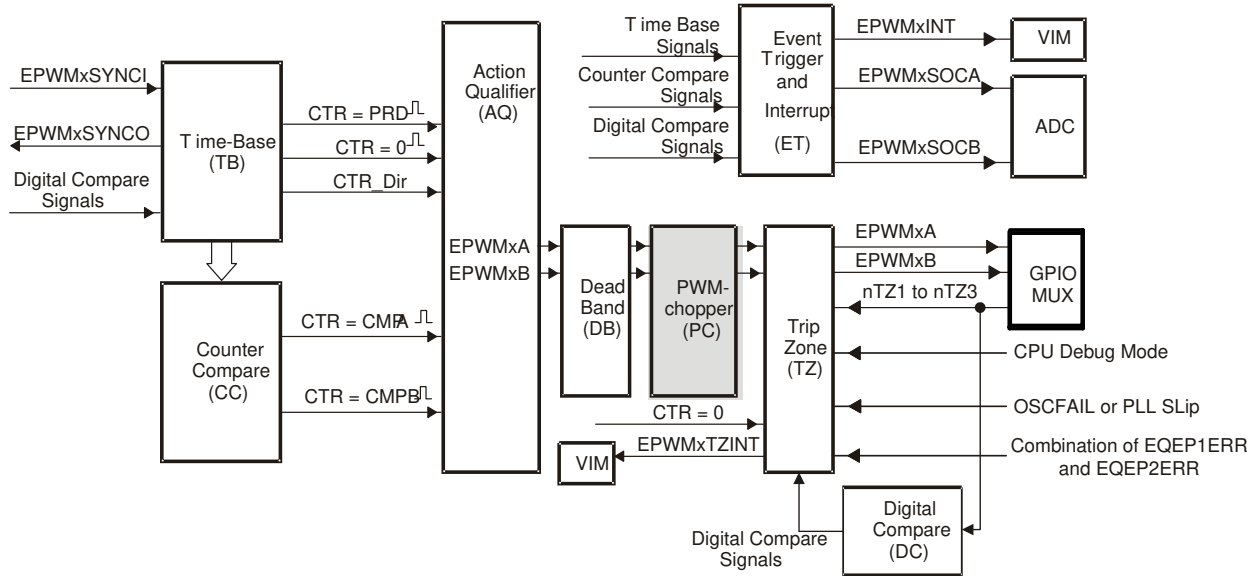 EPWMxSYNCI
EPWMxSYNCO
Digital Compare
Signals
Time-Base
(TB)
CTR = PRD
CTR = 0
CTR_Dir
Counter
Compare
(CC)
CTR = CMPA
CTR = CMPB
Action
Qualifier
(AQ)
EPWMxA
EPWMxB
Dead
Band
(DB)
PWM-
chopper
(PC)
CTR = 0
EPWMxTZINT
VIM
Time Base
Signals
Counter Compare
Signals
Digital Compare
Signals
Event
Trigger
and
Interrupt
(ET)
EPWMxINT
EPWMxSOCA
EPWMxSOCB
VIM
ADC
Trip
Zone
(TZ)
EPWMxA
EPWMxB
nTZ1 to nTZ3
GPIO
MUX
CPU Debug Mode
OSCFAIL or PLL SLip
Combination of EQEP1ERR
and EQEP2ERR
Digital Compare
Signals
Digital
Compare
(DC)